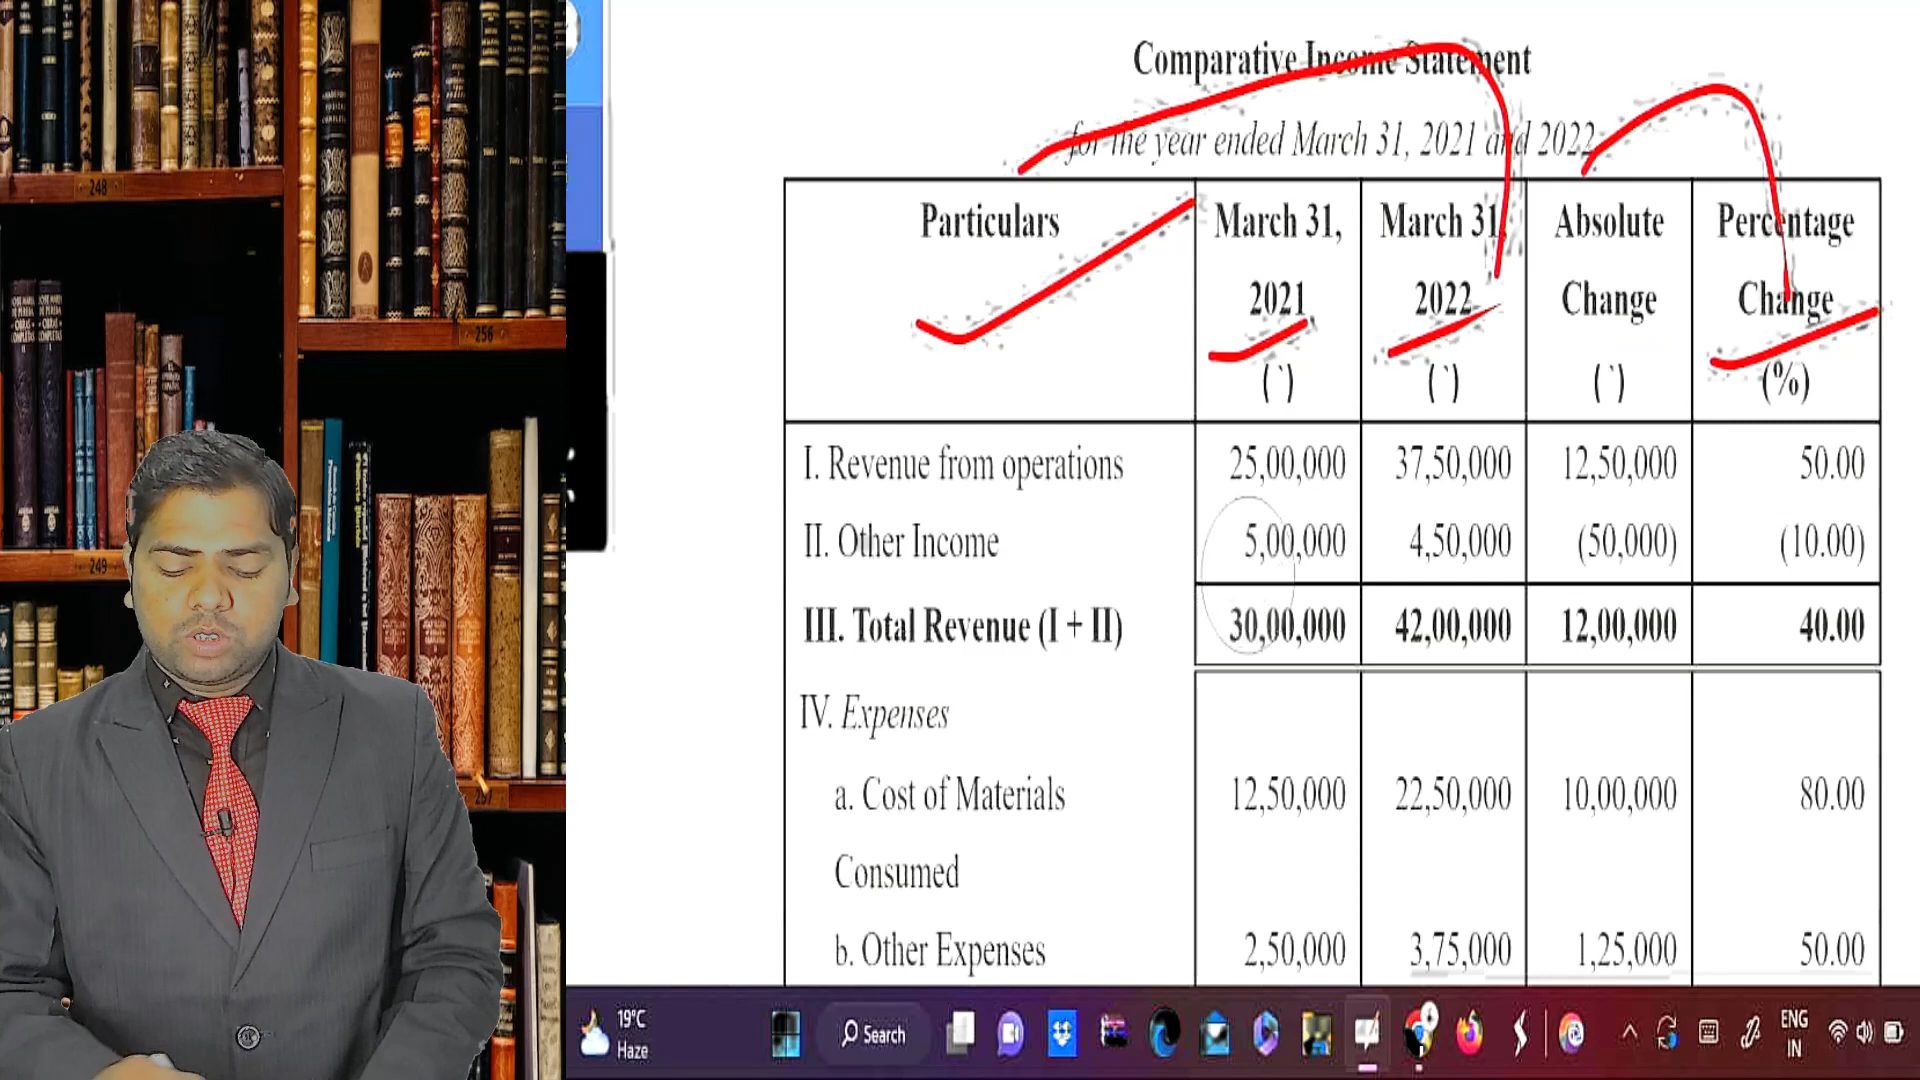 Comparative Income Statement
for the year ended March 31, 2021 and 2022
Particulars
March 31, 2021 (`)
March 31, 2022 (`)
Absolute Change (`)
Percentage Change (%)
I. Revenue from operations 25,00,000 37,50,000 12,50,000 50.00
II. Other Income 5,00,000 4,50,000 (50,000) (10.00)
III. Total Revenue (I + II) 30,00,000 42,00,000 12,00,000 40.00
IV. Expenses
a. Cost of Materials 12,50,000 22,50,000 10,00,000 80.00
Consumed
b. Other Expenses 2,50,000 3,75,000 1,25,000 50.00
248
256
249
257
19°C
Haze
Search
ENG
IN